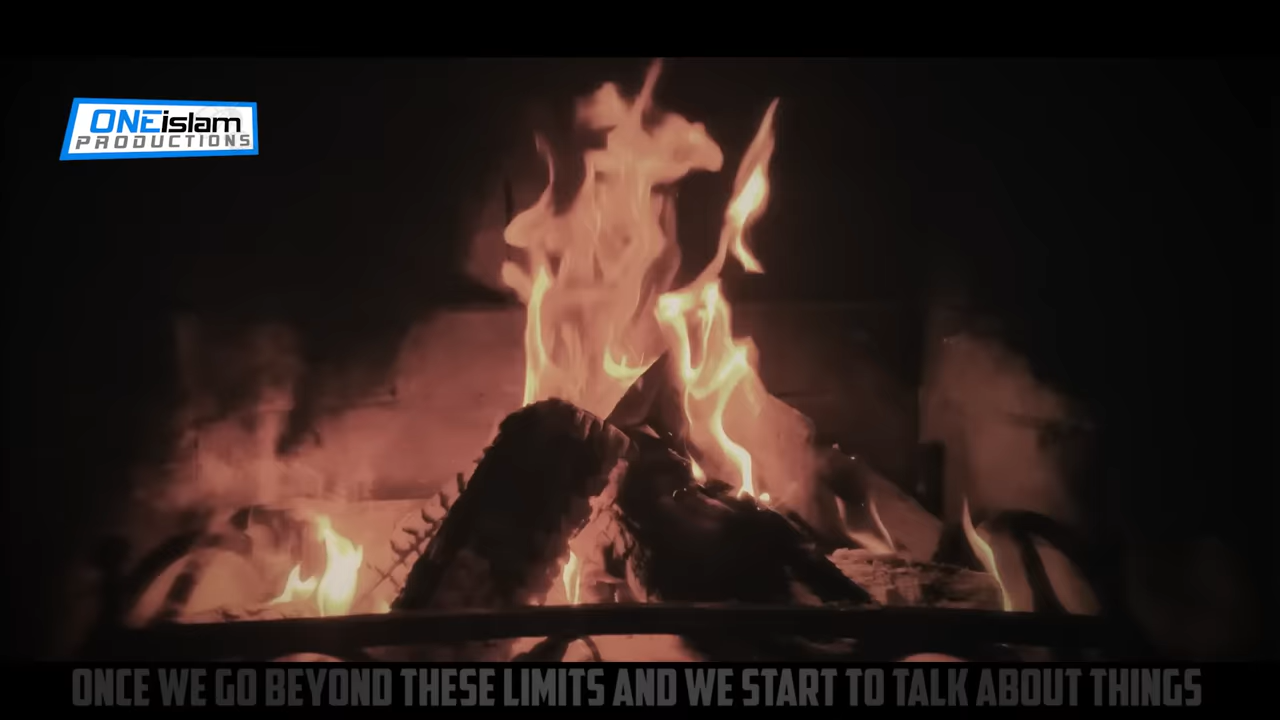 ONEislam
PRODUCTIONS
ONCE WE GO BEYOND THESE LIMITS AND WE START TO TALK ABOUT THINGS